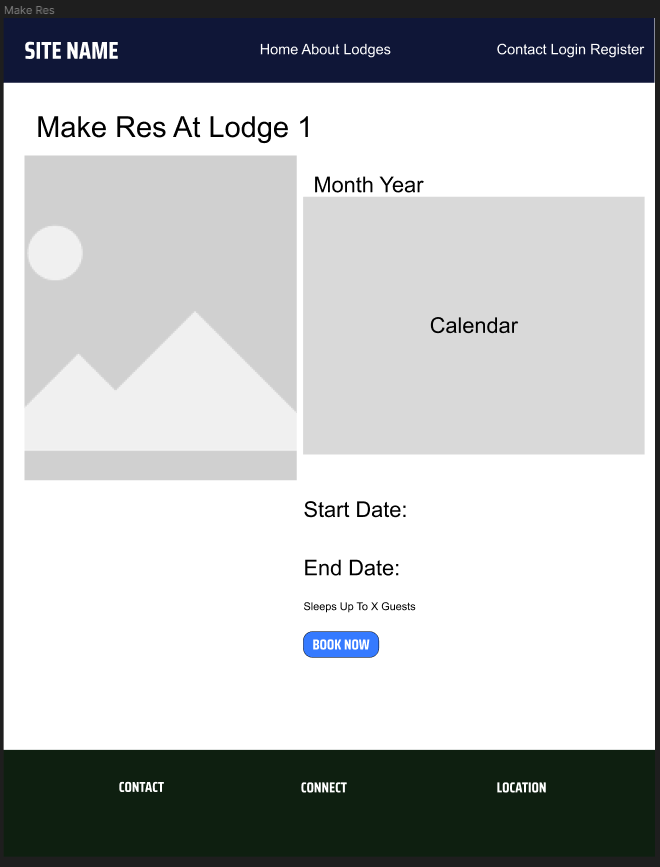 Make Res
SITE NAME
Home About Lodges
Contact Login Register
Make Res At Lodge 1
Month Year
Calendar
Start Date:
End Date:
Sleeps Up To X Guests
BOOK NOW
CONTACT
CONNECT
LOCATION